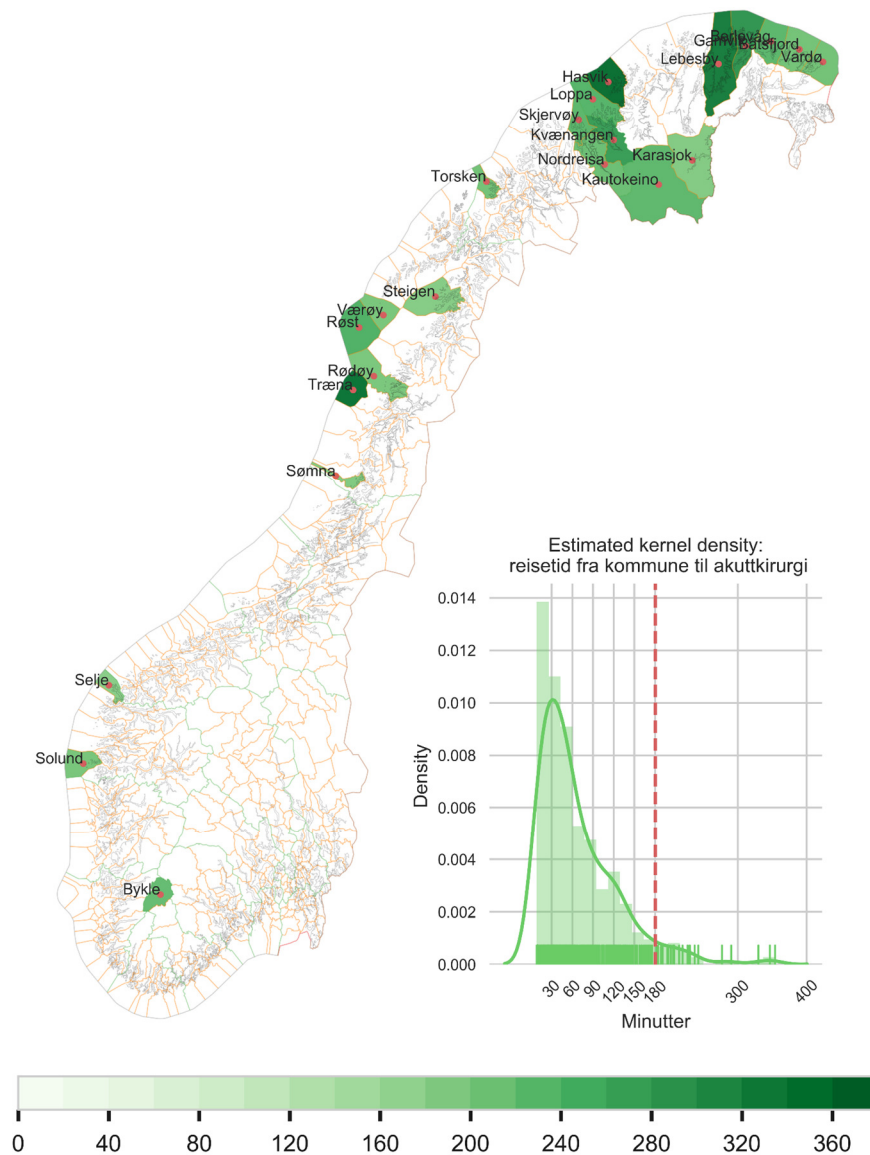 Berlevåg
Gamvik
Båtsfjord
Vardø
Lebesby
Hasvik
Loppa
Skjervøy
Kvænangen
Karasjok
Nordreisa
Kautokeino
Torsken
Steigen
Værøy
Røst
Rødøy
Træna
Sømna
Selje
Solund
Bykle
Estimated kernel density:
reisetid fra kommune til akuttkirurgi
0.014
0.012
0.010
0.008
0.006
0.004
0.002
0.000
Density
30 60 90 120 150 180 300 400
Minutter
0 40 80 120 160 200 240 280 320 360